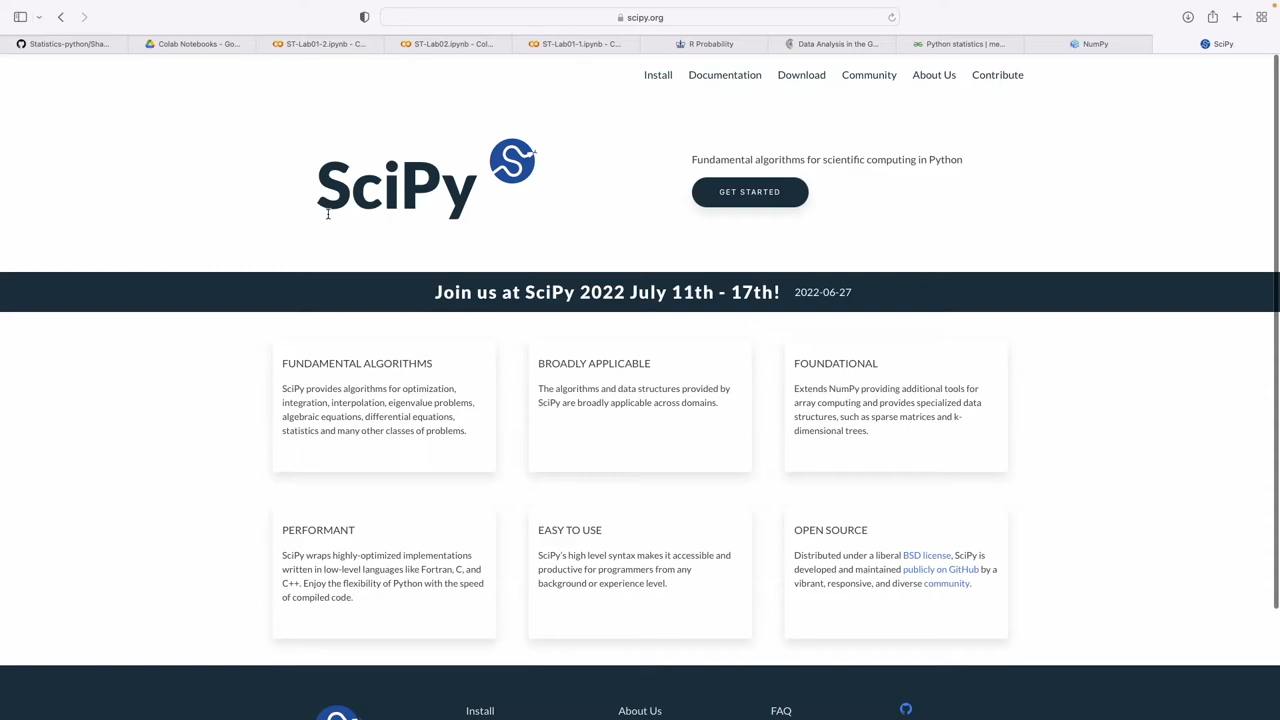 scipy.org
Statistics-python/Sha...
Colab Notebooks - Go...
ST-Lab01-2.ipynb - C...
ST-Lab02.ipynb - Col...
ST-Lab01-1.ipynb - C...
R Probability
Data Analysis in the G...
Python statistics | me...
NumPy
SciPy
Install
Documentation
Download
Community
About Us
Contribute
SciPy
Fundamental algorithms for scientific computing in Python
GET STARTED
Join us at SciPy 2022 July 11th - 17th! 2022-06-27
FUNDAMENTAL ALGORITHMS
SciPy provides algorithms for optimization,
integration, interpolation, eigenvalue problems,
algebraic equations, differential equations,
statistics and many other classes of problems.
BROADLY APPLICABLE
The algorithms and data structures provided by
SciPy are broadly applicable across domains.
FOUNDATIONAL
Extends NumPy providing additional tools for
array computing and provides specialized data
structures, such as sparse matrices and k-
dimensional trees.
PERFORMANT
SciPy wraps highly-optimized implementations
written in low-level languages like Fortran, C, and
C++. Enjoy the flexibility of Python with the speed
of compiled code.
EASY TO USE
SciPy's high level syntax makes it accessible and
productive for programmers from any
background or experience level.
OPEN SOURCE
Distributed under a liberal BSD license, SciPy is
developed and maintained publicly on GitHub by a
vibrant, responsive, and diverse community.
Install
About Us
FAQ